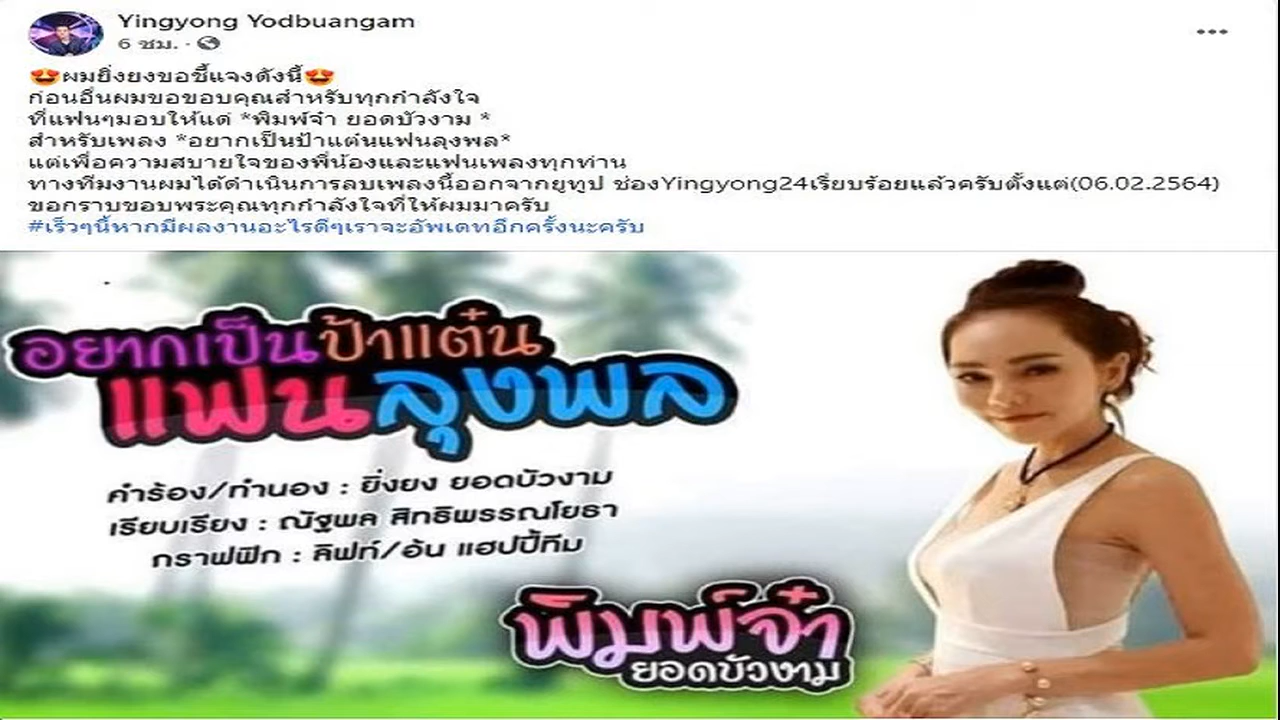 Yingyong Yodbuangam
6 ชม. ·
🤩ผมยิ่งยงขอชี้แจงดังนี้🤩
ก่อนอื่นผมขอขอบคุณสำหรับทุกกำลังใจ
ที่แฟนๆมอบให้แด่ *พิมพ์จ๋า ยอดบัวงาม *
สำหรับเพลง *อยากเป็นป้าแต๋นแฟนลุงพล*
แต่เพื่อความสบายใจของพี่น้องและแฟนเพลงทุกท่าน
ทางทีมงานผมได้ดำเนินการลบเพลงนี้ออกจากยูทูป ช่องYingyong24เรียบร้อยแล้วครับตั้งแต่(06.02.2564)
ขอกราบขอบพระคุณทุกกำลังใจที่ให้ผมมาครับ
#เร็วๆนี้หากมีผลงานอะไรดีๆเราจะอัพเดทอีกครั้งนะครับ
อยากเป็นป้าแต๋น
แฟนลุงพล
คำร้อง/ทำนอง : ยิ่งยง ยอดบัวงาม
เรียบเรียง : ณัฐพล สิทธิพรรณโยธา
กราฟฟิก : ลิฟท์/อ้น แฮปปี้ทีม
พิมพ์จ๋า
ยอดบัวงาม